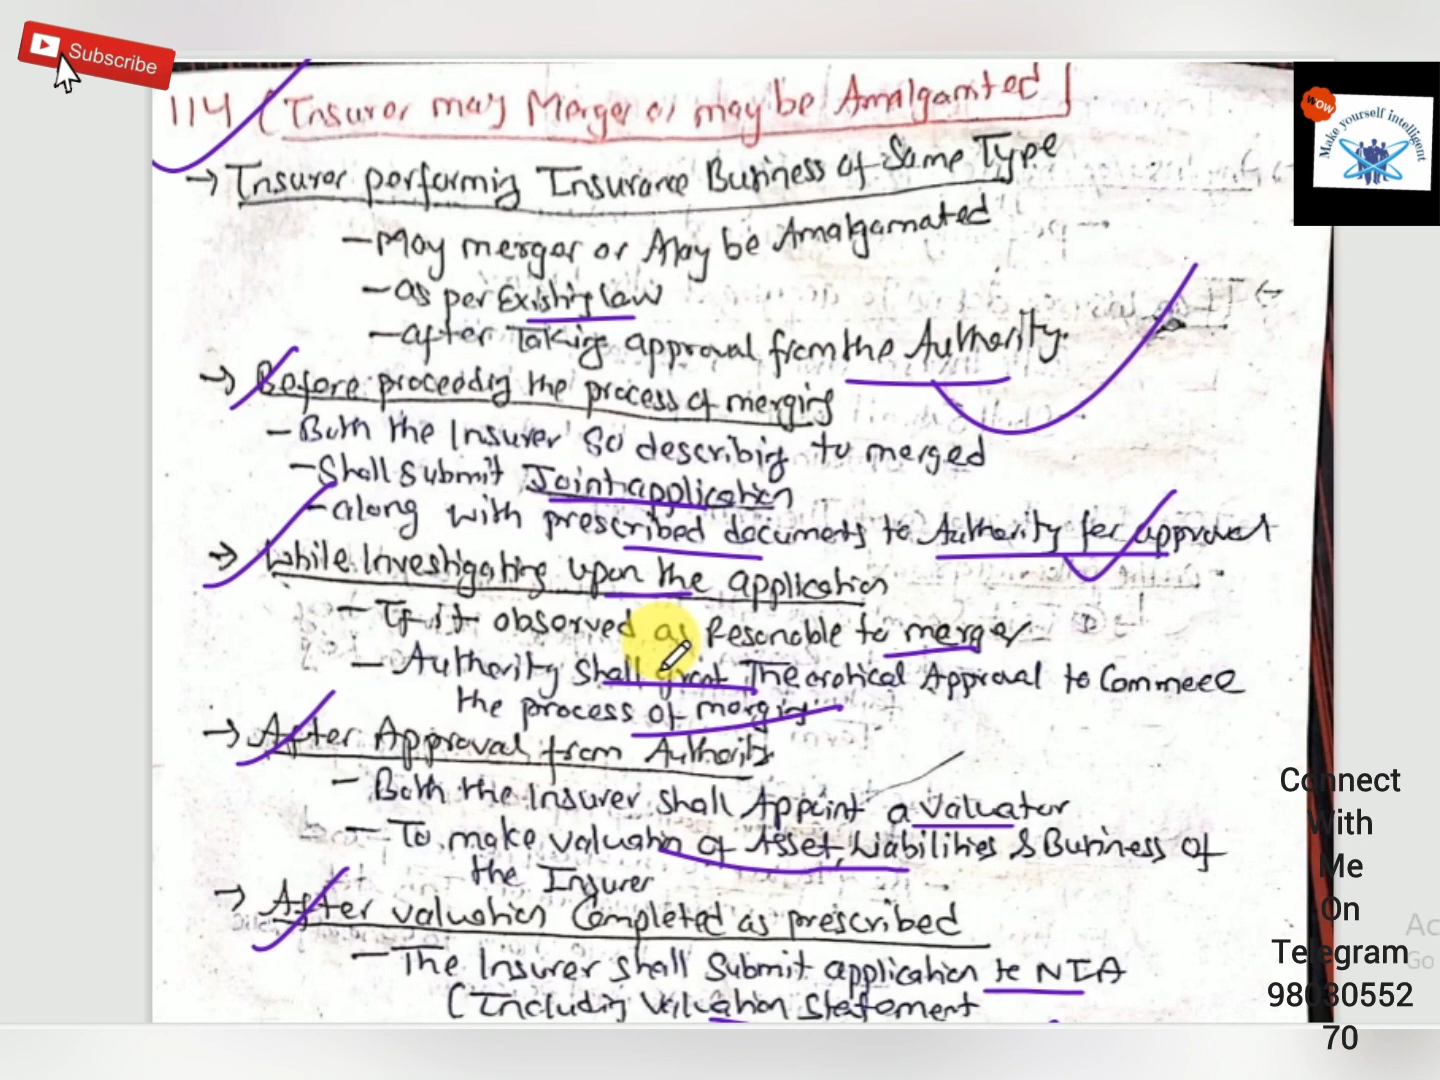 Subscribe
WOW
Make yourself intelligent
114 (Insurer may Merger or may be Amalgamted]
→ Insurer performing Insurance Business of Same Type
- May merger or May be Amalgamated
- as per Existing law
- after Taking approval from the Authority.
→ Before proceeding the process of merging
- Both the Insurer so describing to merged
- Shall submit Joint application
- along with prescribed documents to Authority for approval
→ While Investigating upon the application
- If it observed as Resonable to merger
- Authority shall grant Theorotical Approval to Commece
the process of merging
→ After Approval from Authority
- Both the Insurer shall Appoint a valuator
- To make valuation of Asset, Liabilities & Business of
the Insurer
→ After valuation Completed as prescribed
- The Insurer shall Submit application to NIA
(Including Valuation Statement
Connect
With
Me
On
Telegram
98030552
70
Ac
Go